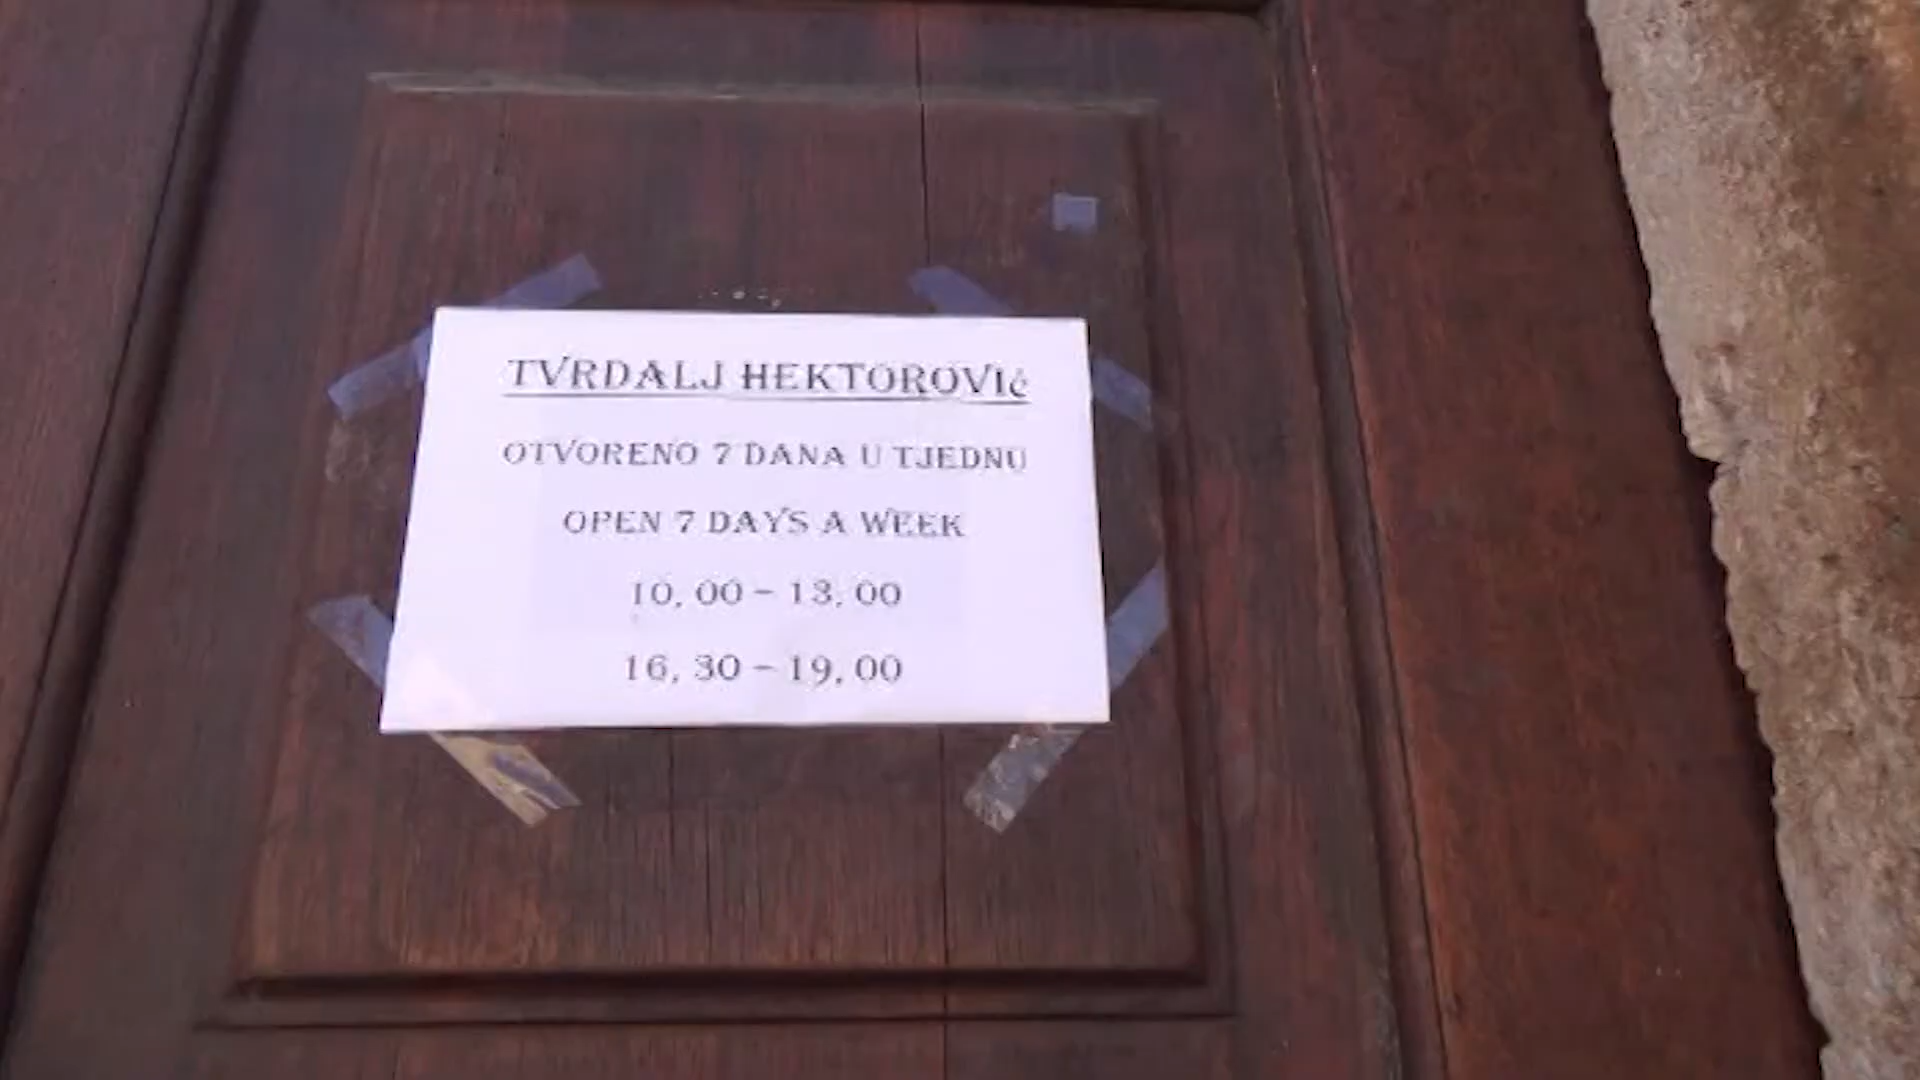 TVRDALJ HEKTOROVIć
OTVORENO 7 DANA U TJEDNU
OPEN 7 DAYS A WEEK
10,00 – 13,00
16,30 – 19,00